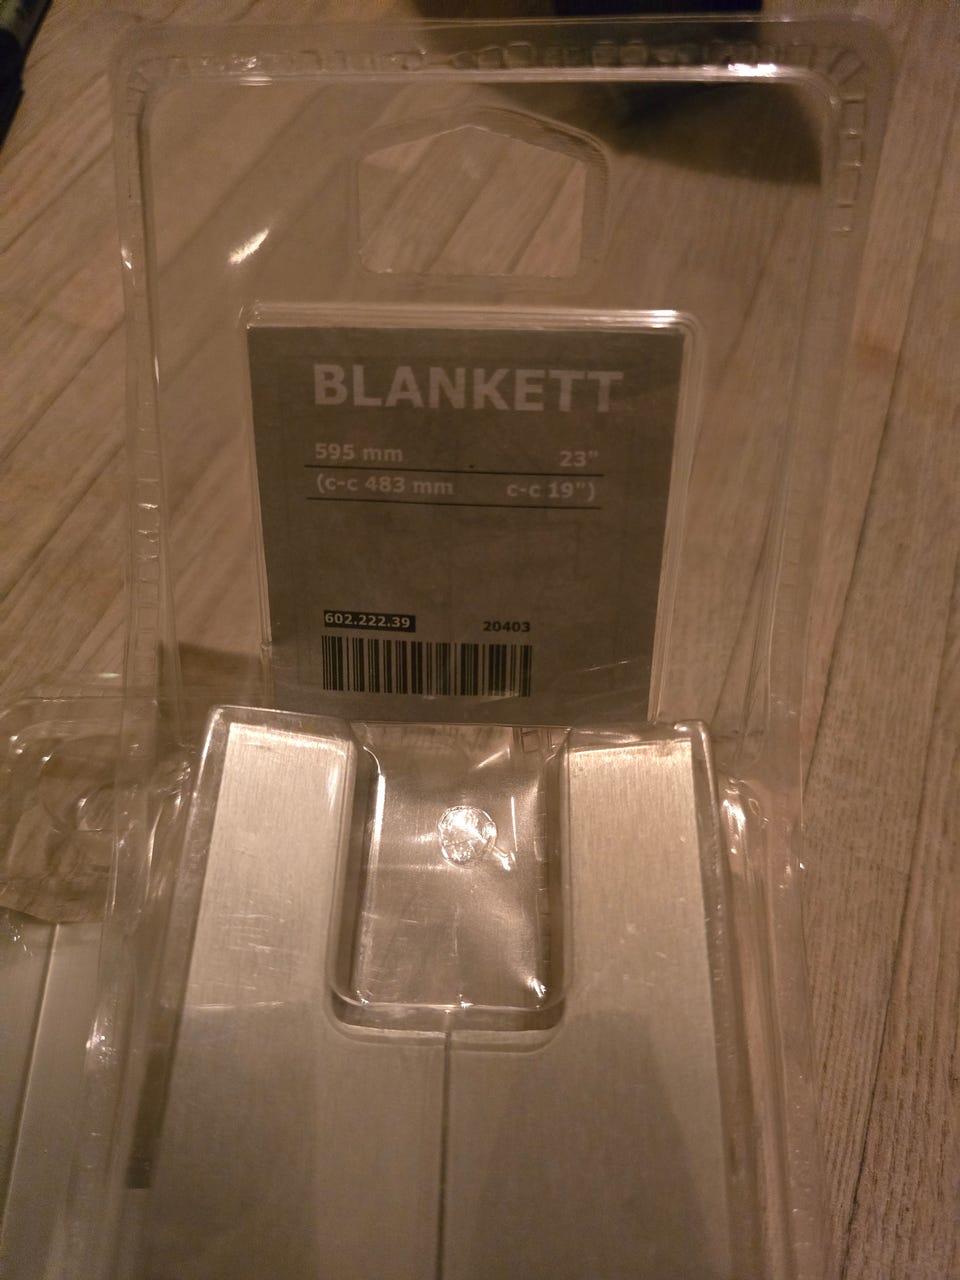 BLANKETT
595 mm 23"
(c-c 483 mm c-c 19")
602.222.39 20403